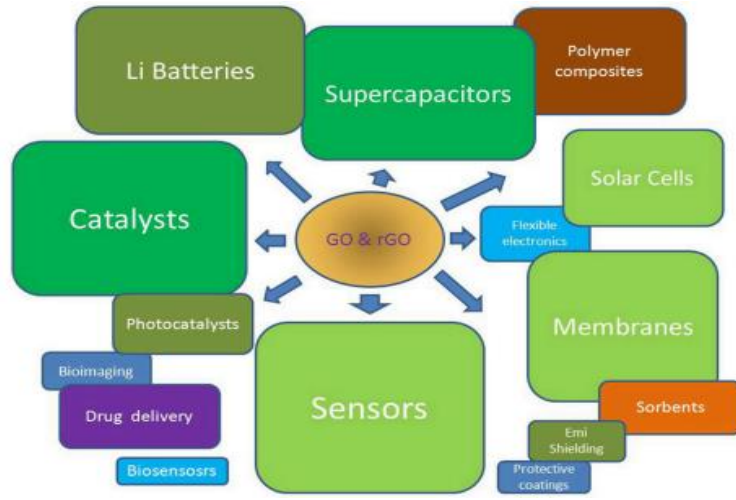 Li Batteries
Supercapacitors
Polymer
composites
Solar Cells
Catalysts
GO & rGO
Flexible
electronics
Membranes
Photocatalysts
Bioimaging
Sensors
Drug delivery
Sorbents
Emi
Shielding
Biosensosrs
Protective
coatings